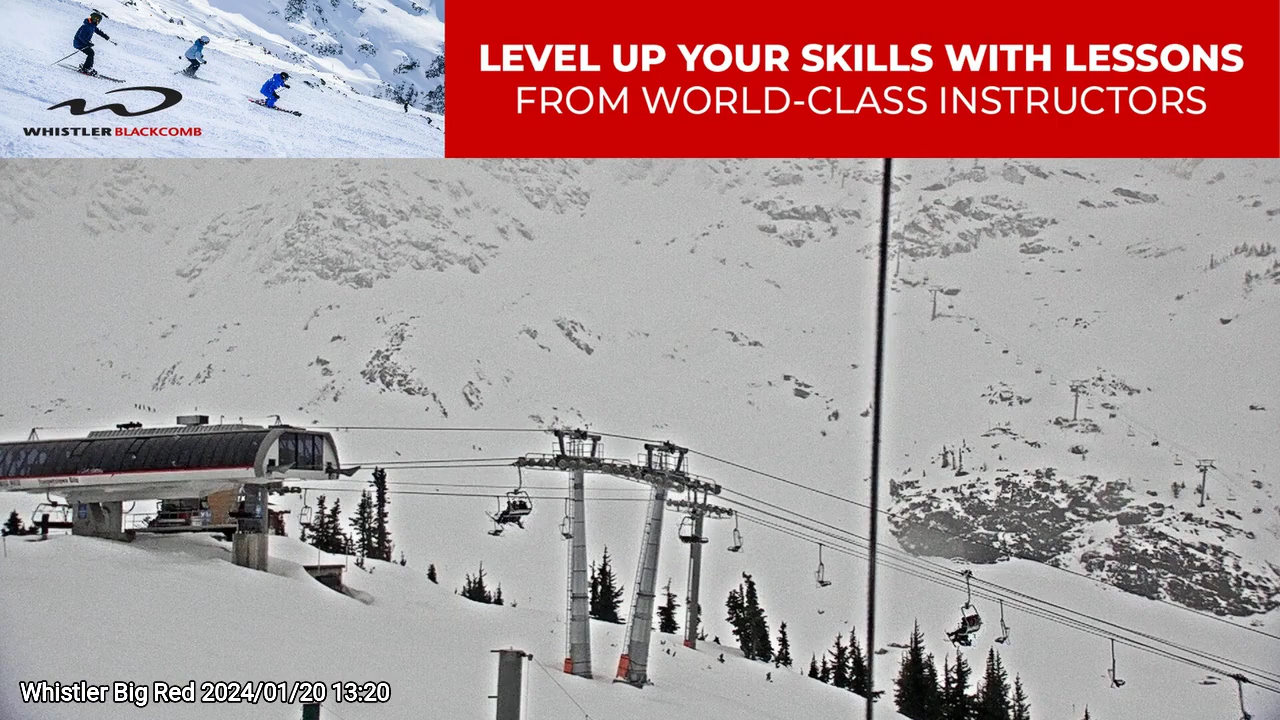 LEVEL UP YOUR SKILLS WITH LESSONS
FROM WORLD-CLASS INSTRUCTORS
WHISTLER BLACKCOMB
Whistler Big Red 2024/01/20 13:20